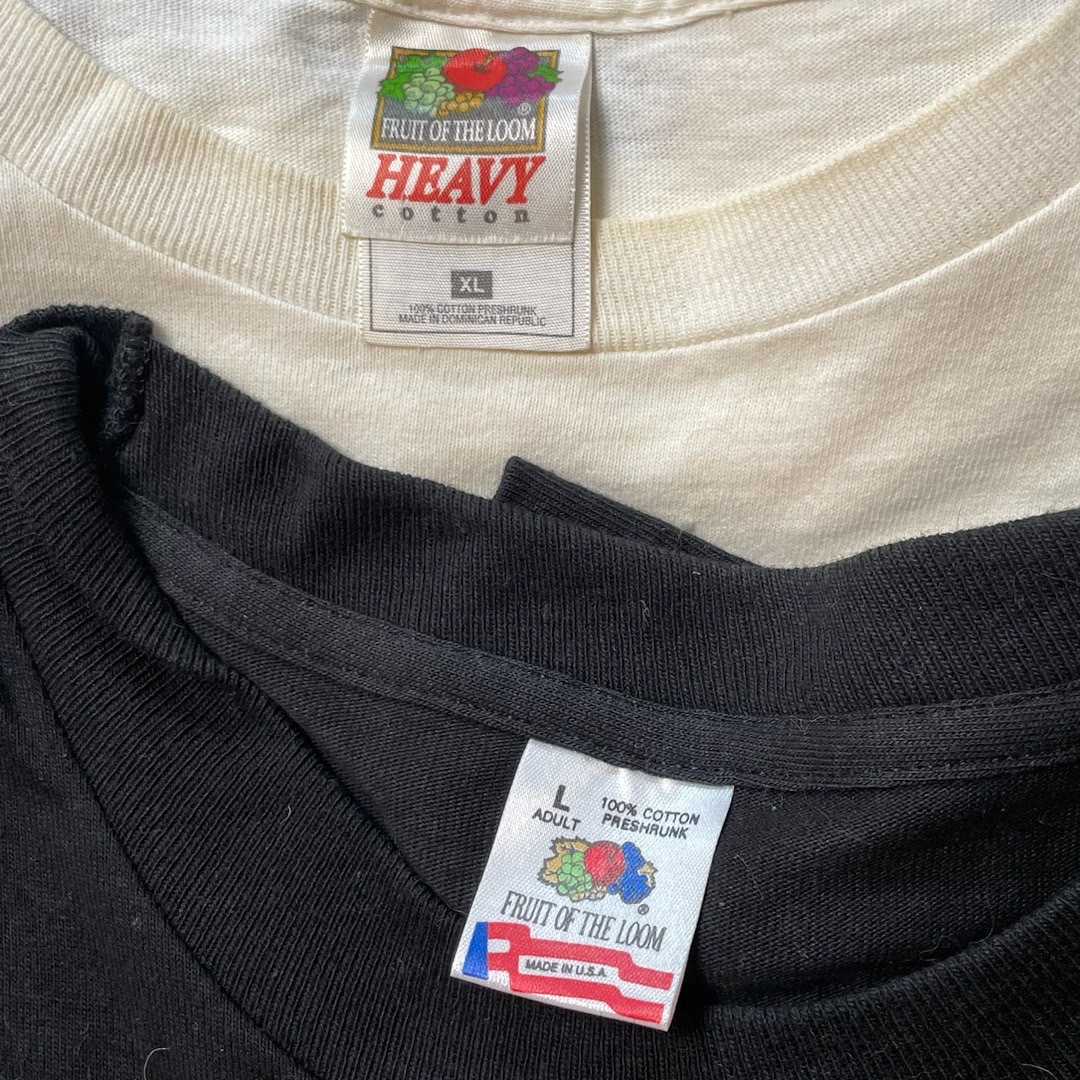 ®
FRUIT OF THE LOOM
HEAVY
cotton
XL
100% COTTON PRESHRUNK
MADE IN DOMINICAN REPUBLIC
L
ADULT
100% COTTON
PRESHRUNK
®
FRUIT OF THE LOOM
MADE IN U.S.A.